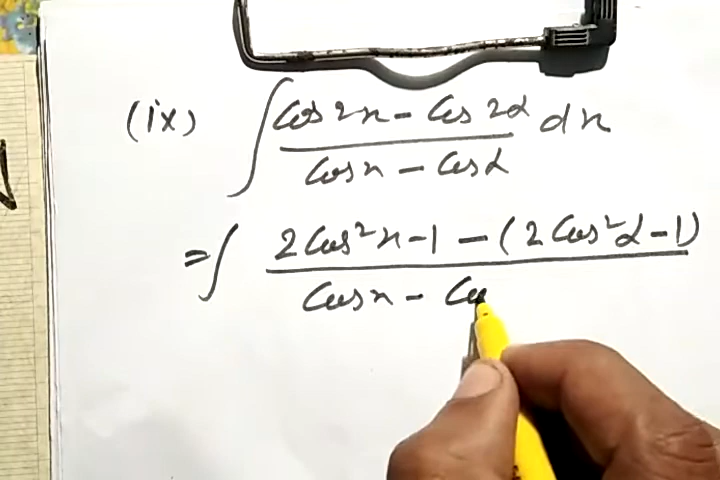 (ix) ∫ (Cos 2x - Cos 2α)/(Cos x - Cos α) dx
= ∫ (2Cos²x - 1 - (2Cos²α - 1))/(Cos x - Co